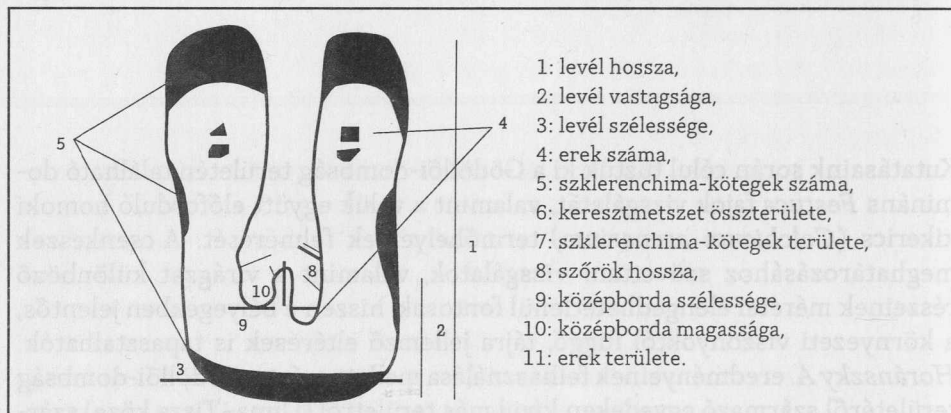 1: levél hossza,
2: levél vastagsága,
3: levél szélessége,
4: erek száma,
5: szklerenchima-kötegek száma,
6: keresztmetszet összterülete,
7: szklerenchima-kötegek területe,
8: szőrök hossza,
9: középborda szélessége,
10: középborda magassága,
11: erek területe.
5
4
1
8
10
9
2
3